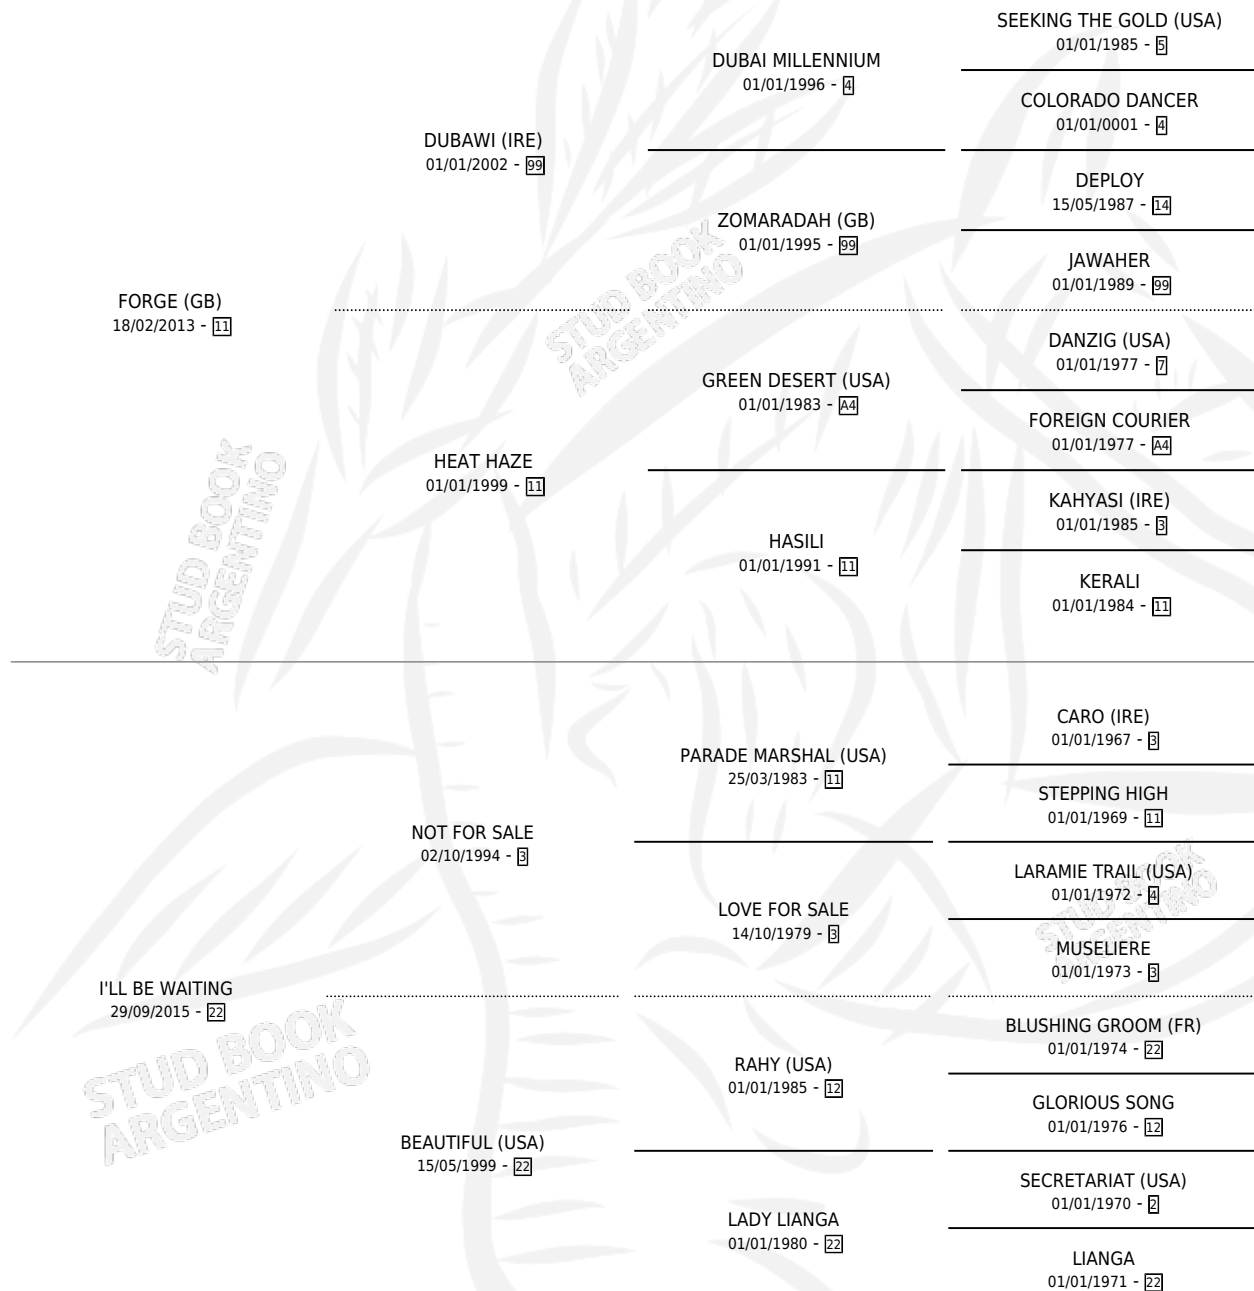 SEEKING THE GOLD (USA)
01/01/1985 - 5
DUBAI MILLENNIUM
01/01/1996 - 4
COLORADO DANCER
01/01/0001 - 4
DUBAWI (IRE)
01/01/2002 - 99
DEPLOY
15/05/1987 - 14
ZOMARADAH (GB)
01/01/1995 - 99
JAWAHER
01/01/1989 - 99
FORGE (GB)
18/02/2013 - 11
STUD BOOK
ARGENTINO
DANZIG (USA)
01/01/1977 - 7
GREEN DESERT (USA)
01/01/1983 - A4
FOREIGN COURIER
01/01/1977 - A4
HEAT HAZE
01/01/1999 - 11
KAHYASI (IRE)
01/01/1985 - 3
HASILI
01/01/1991 - 11
KERALI
01/01/1984 - 11
STUD BOOK
ARGENTINO
CARO (IRE)
01/01/1967 - 3
PARADE MARSHAL (USA)
25/03/1983 - 11
STEPPING HIGH
01/01/1969 - 11
NOT FOR SALE
02/10/1994 - 3
LARAMIE TRAIL (USA)
01/01/1972 - 4
LOVE FOR SALE
14/10/1979 - 3
MUSELIERE
01/01/1973 - 3
STUD BOOK
ARGENTINO
I'LL BE WAITING
29/09/2015 - 22
BLUSHING GROOM (FR)
01/01/1974 - 22
RAHY (USA)
01/01/1985 - 12
GLORIOUS SONG
01/01/1976 - 12
BEAUTIFUL (USA)
15/05/1999 - 22
SECRETARIAT (USA)
01/01/1970 - 2
LADY LIANGA
01/01/1980 - 22
LIANGA
01/01/1971 - 22
STUD BOOK
ARGENTINO